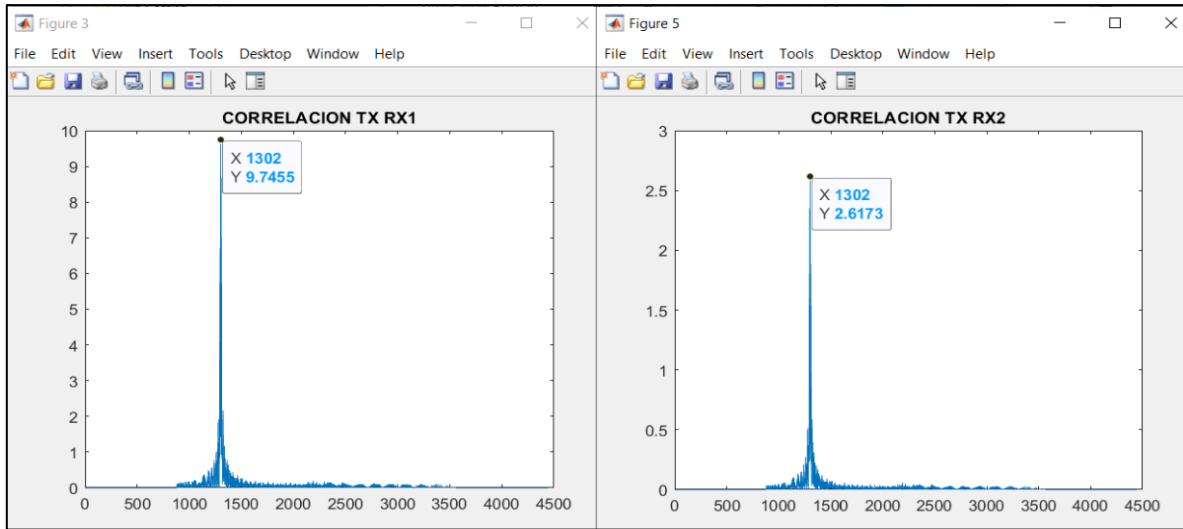 Figure 3
File Edit View Insert Tools Desktop Window Help
CORRELACION TX RX1
10
9
8
7
6
5
4
3
2
1
0
X 1302
Y 9.7455
0 500 1000 1500 2000 2500 3000 3500 4000 4500
Figure 5
File Edit View Insert Tools Desktop Window Help
CORRELACION TX RX2
3
2.5
2
1.5
1
0.5
0
X 1302
Y 2.6173
0 500 1000 1500 2000 2500 3000 3500 4000 4500